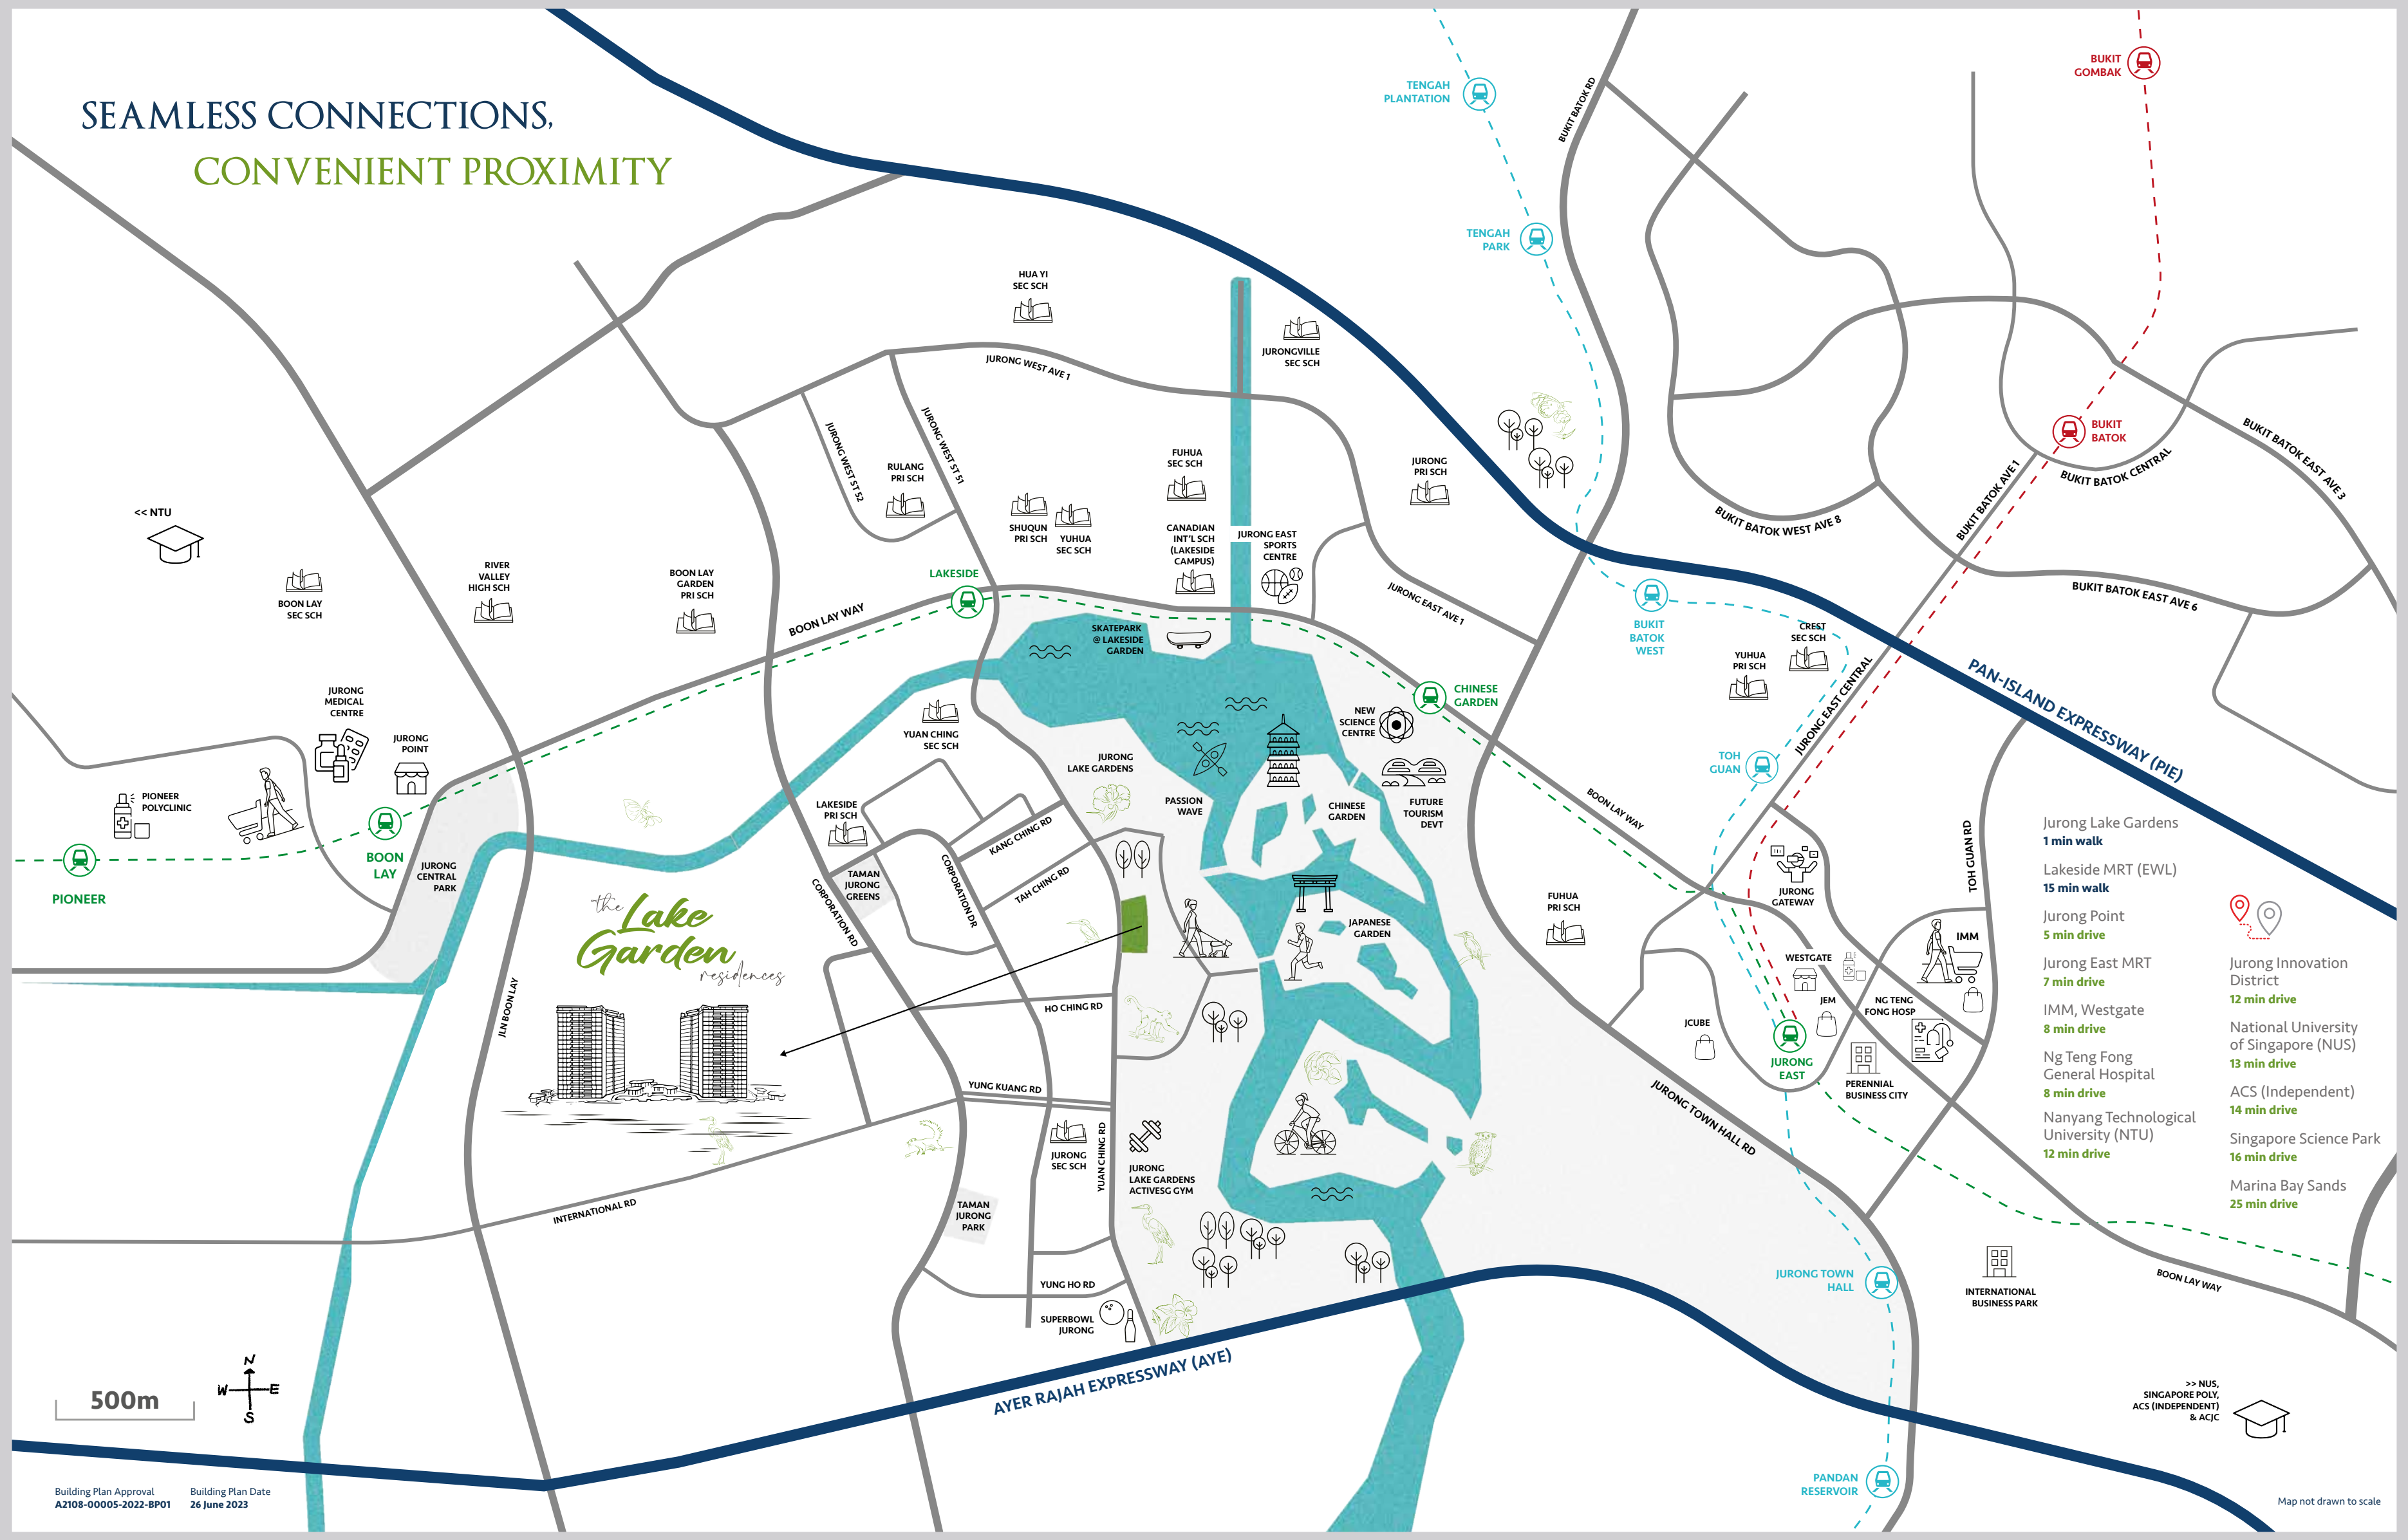 SEAMLESS CONNECTIONS,
CONVENIENT PROXIMITY
TENGAH
PLANTATION
BUKIT BATOK RD
BUKIT
GOMBAK
TENGAH
PARK
HUA YI
SEC SCH
JURONGVILLE
SEC SCH
JURONG WEST AVE 1
JURONG WEST ST 52
JURONG WEST ST 51
RULANG
PRI SCH
FUHUA
SEC SCH
JURONG
PRI SCH
BUKIT
BATOK
BUKIT BATOK EAST AVE 3
BUKIT BATOK CENTRAL
BUKIT BATOK AVE 1
BUKIT BATOK WEST AVE 8
<< NTU
SHUQUN
PRI SCH
YUHUA
SEC SCH
CANADIAN
INT'L SCH
(LAKESIDE
CAMPUS)
JURONG EAST
SPORTS
CENTRE
BOON LAY
SEC SCH
RIVER
VALLEY
HIGH SCH
BOON LAY
GARDEN
PRI SCH
LAKESIDE
BOON LAY WAY
JURONG EAST AVE 1
BUKIT BATOK EAST AVE 6
BUKIT
BATOK
WEST
CREST
SEC SCH
YUHUA
PRI SCH
SKATEPARK
@ LAKESIDE
GARDEN
CHINESE
GARDEN
PAN-ISLAND EXPRESSWAY (PIE)
JURONG EAST CENTRAL
JURONG
MEDICAL
CENTRE
JURONG
POINT
YUAN CHING
SEC SCH
NEW
SCIENCE
CENTRE
JURONG
LAKE GARDENS
TOH
GUAN
PIONEER
POLYCLINIC
LAKESIDE
PRI SCH
PASSION
WAVE
CHINESE
GARDEN
FUTURE
TOURISM
DEVT
BOON LAY WAY
KANG CHING RD
BOON
LAY
PIONEER
JURONG
CENTRAL
PARK
TAMAN
JURONG
GREENS
CORPORATION RD
CORPORATION DR
TAH CHING RD
JAPANESE
GARDEN
FUHUA
PRI SCH
JURONG
GATEWAY
TOH GUAN RD
IMM
WESTGATE
JEM
NG TENG
FONG HOSP
JCUBE
JURONG
EAST
PERENNIAL
BUSINESS CITY
the
Lake
Garden
residences
JLN BOON LAY
HO CHING RD
YUNG KUANG RD
JURONG
SEC SCH
YUAN CHING RD
JURONG
LAKE GARDENS
ACTIVESG GYM
JURONG TOWN HALL RD
INTERNATIONAL RD
TAMAN
JURONG
PARK
YUNG HO RD
SUPERBOWL
JURONG
JURONG TOWN
HALL
INTERNATIONAL
BUSINESS PARK
BOON LAY WAY
AYER RAJAH EXPRESSWAY (AYE)
>> NUS,
SINGAPORE POLY,
ACS (INDEPENDENT)
& ACJC
PANDAN
RESERVOIR
Jurong Lake Gardens
1 min walk
Lakeside MRT (EWL)
15 min walk
Jurong Point
5 min drive
Jurong East MRT
7 min drive
IMM, Westgate
8 min drive
Ng Teng Fong
General Hospital
8 min drive
Nanyang Technological
University (NTU)
12 min drive
Jurong Innovation
District
12 min drive
National University
of Singapore (NUS)
13 min drive
ACS (Independent)
14 min drive
Singapore Science Park
16 min drive
Marina Bay Sands
25 min drive
500m
N
W E
S
Building Plan Approval
A2108-00005-2022-BP01
Building Plan Date
26 June 2023
Map not drawn to scale